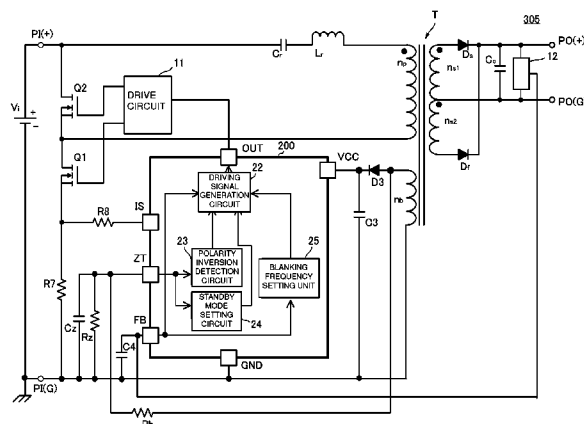 T
305
PI(+)
Cr
Lr
np
ns1
ns2
Ds
Dr
Co
12
PO(+)
PO(G)
11
DRIVE
CIRCUIT
Q2
Vi
+
−
Q1
OUT
200
VCC
22
DRIVING
SIGNAL
GENERATION
CIRCUIT
D3
nb
C3
R8
IS
ZT
23
POLARITY
INVERSION
DETECTION
CIRCUIT
25
BLANKING
FREQUENCY
SETTING UNIT
STANDBY
MODE
SETTING
CIRCUIT
24
R7
Cz
Rz
FB
C4
GND
PI(G)